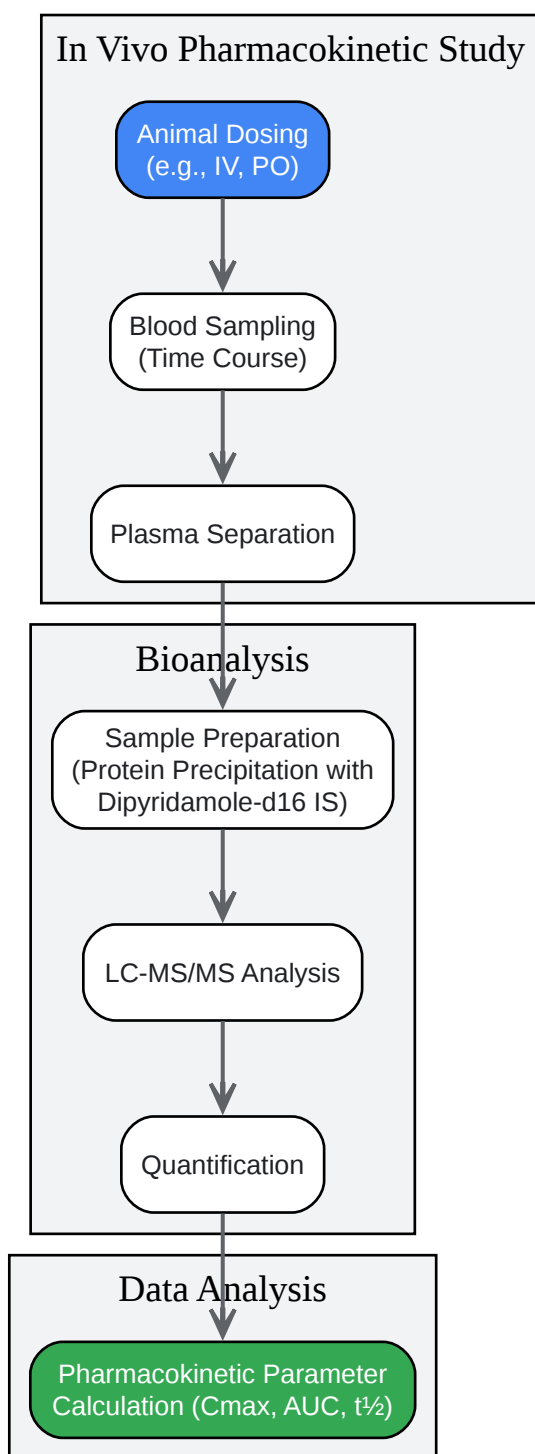 In Vivo Pharmacokinetic Study
Animal Dosing
(e.g., IV, PO)
Blood Sampling
(Time Course)
Plasma Separation
Bioanalysis
Sample Preparation
(Protein Precipitation with
Dipyridamole-d16 IS)
LC-MS/MS Analysis
Quantification
Data Analysis
Pharmacokinetic Parameter
Calculation (Cmax, AUC, t½)